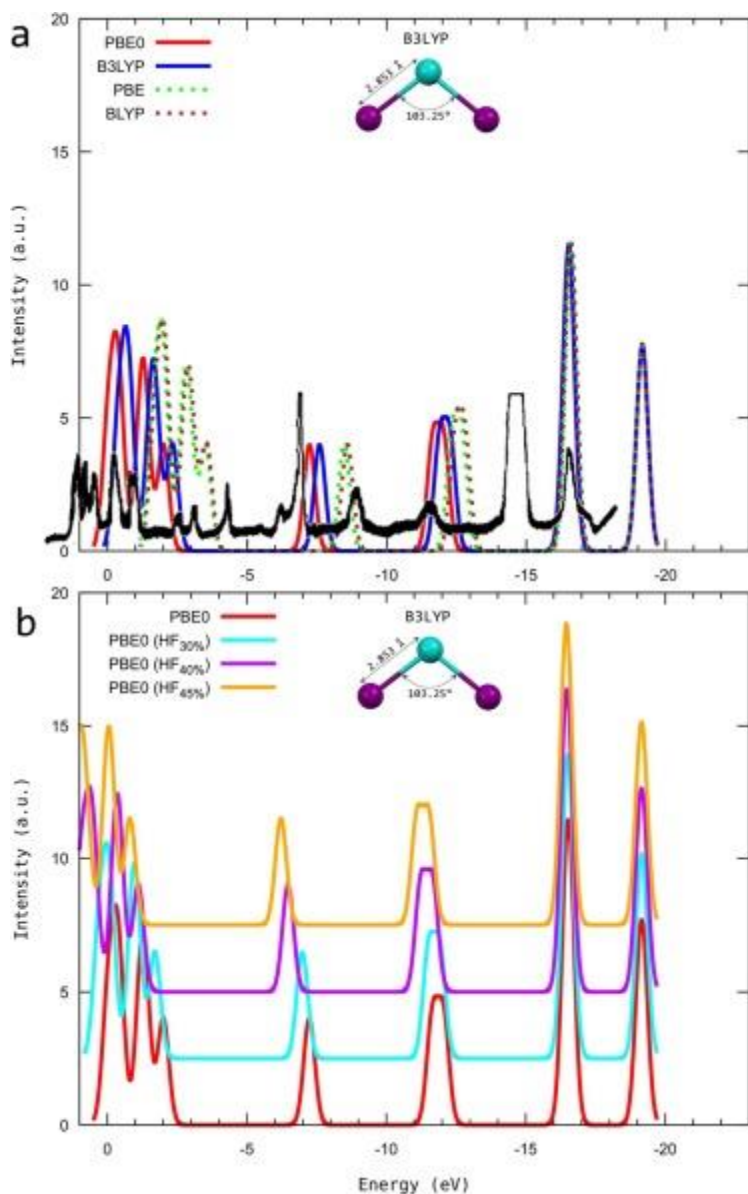 a
20
15
10
5
0
Intensity (a.u.)
PBE0
B3LYP
PBE
BLYP
B3LYP
2.853 Å
103.25°
0 -5 -10 -15 -20
b
20
15
10
5
0
Intensity (a.u.)
PBE0
PBE0 (HF30%)
PBE0 (HF40%)
PBE0 (HF45%)
B3LYP
2.853 Å
103.25°
0 -5 -10 -15 -20
Energy (eV)